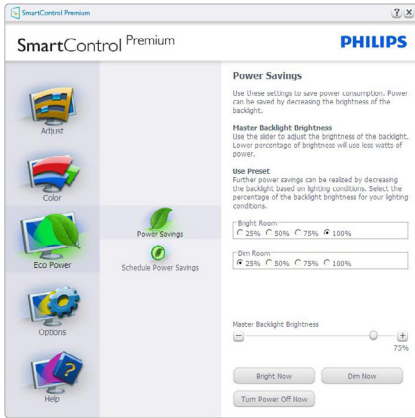 SmartControl Premium
SmartControl Premium
PHILIPS
Adjust
Color
Eco Power
Options
Help
Power Savings
Schedule Power Savings
Power Savings
Use these settings to save power consumption. Power
can be saved by decreasing the brightness of the
backlight.
Master Backlight Brightness
Use the slider to adjust the brightness of the backlight.
Lower percentage of brightness will use less watts of
power.
Use Preset
Further power savings can be realized by decreasing
the backlight based on lighting conditions. Select the
percentage of the backlight brightness for your lighting
conditions.
Bright Room
25% 50% 75% 100%
Dim Room
25% 50% 75% 100%
Master Backlight Brightness
75%
Bright Now Dim Now
Turn Power Off Now